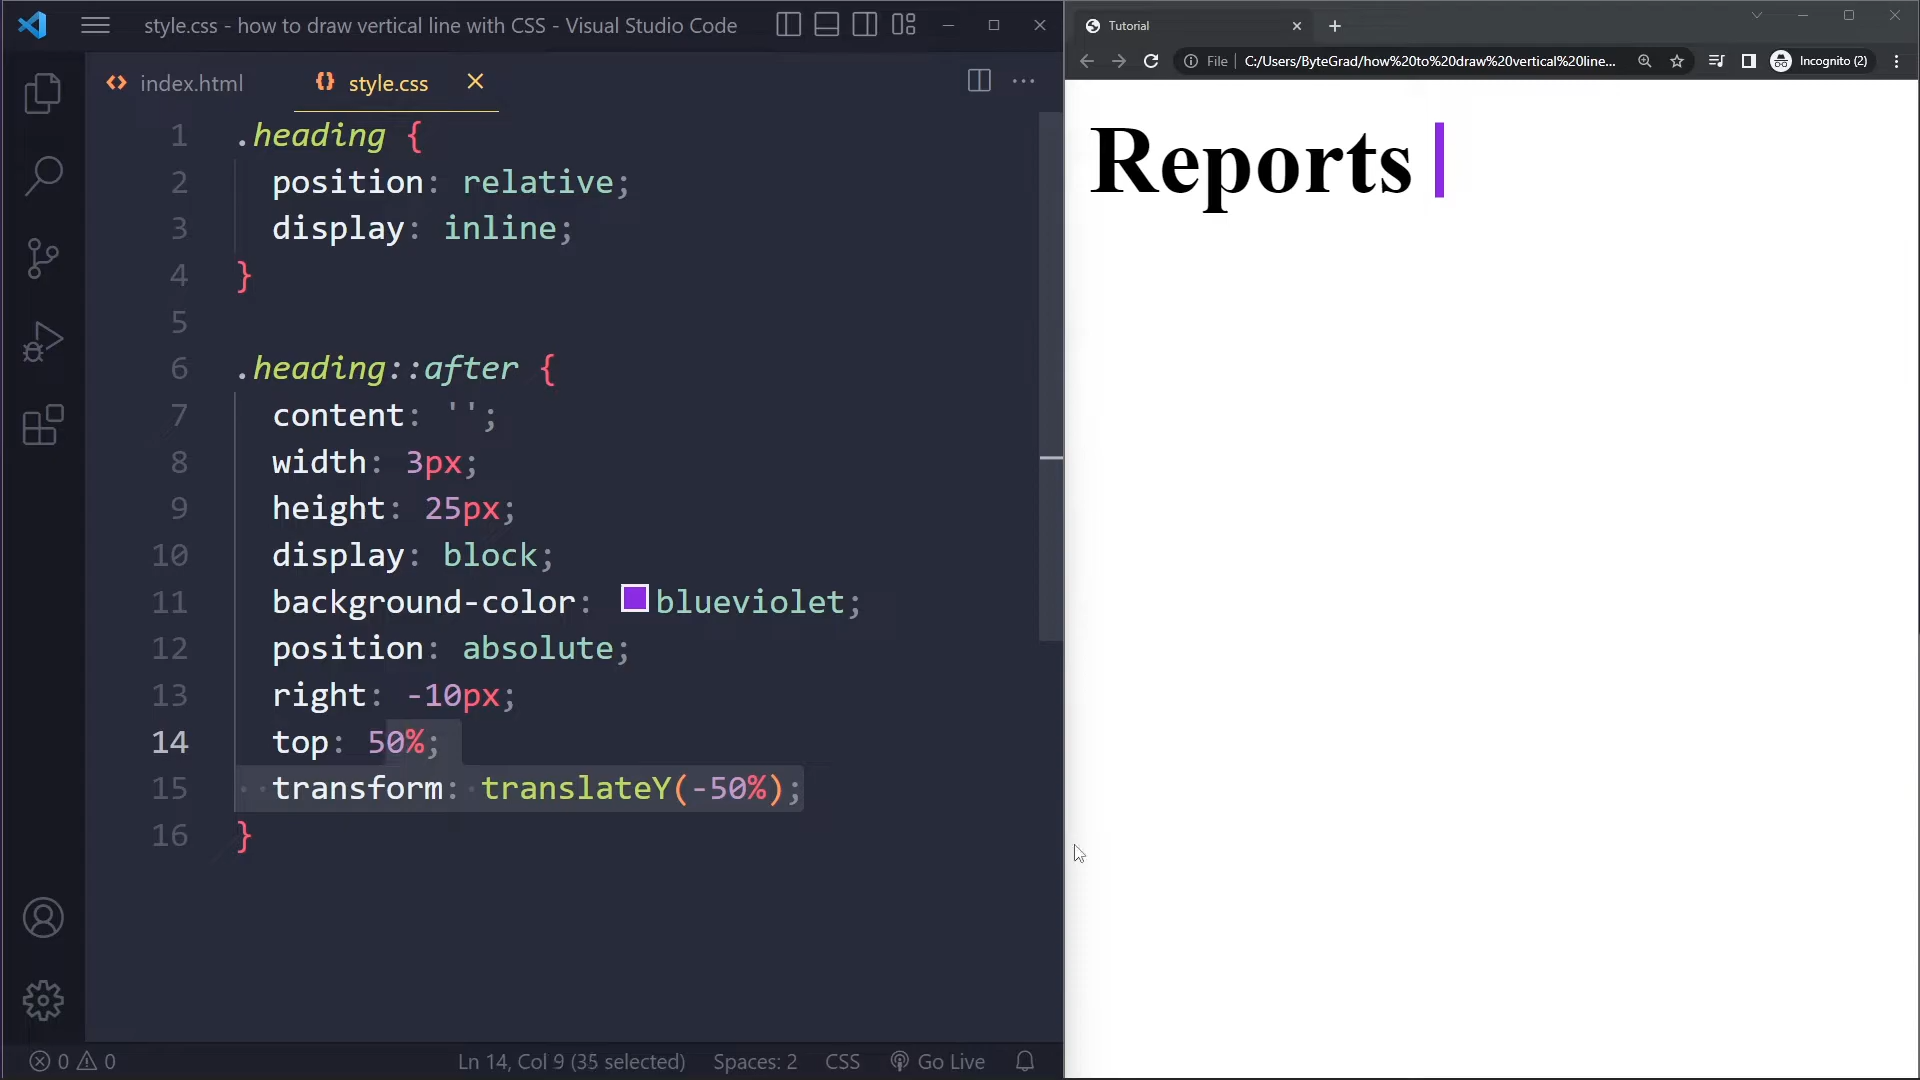 style.css - how to draw vertical line with CSS - Visual Studio Code
index.html
style.css
1 .heading {
2 position: relative;
3 display: inline;
4 }
5
6 .heading::after {
7 content: '';
8 width: 3px;
9 height: 25px;
10 display: block;
11 background-color: blueviolet;
12 position: absolute;
13 right: -10px;
14 top: 50%;
15 transform: translateY(-50%);
16 }
0 0
Ln 14, Col 9 (35 selected)
Spaces: 2
CSS
Go Live
Tutorial
File C:/Users/ByteGrad/how%20to%20draw%20vertical%20line...
Incognito (2)
Reports